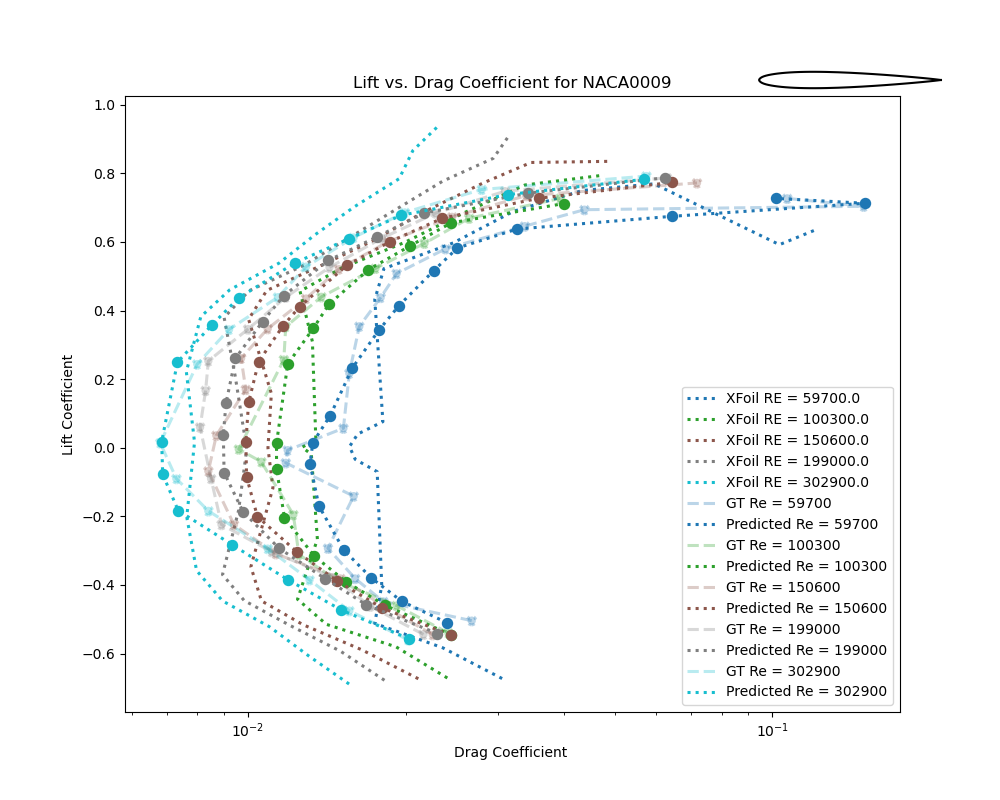 Lift vs. Drag Coefficient for NACA0009
1.0
0.8
0.6
0.4
0.2
0.0
−0.2
−0.4
−0.6
Lift Coefficient
10⁻²
10⁻¹
Drag Coefficient
XFoil RE = 59700.0
XFoil RE = 100300.0
XFoil RE = 150600.0
XFoil RE = 199000.0
XFoil RE = 302900.0
GT Re = 59700
Predicted Re = 59700
GT Re = 100300
Predicted Re = 100300
GT Re = 150600
Predicted Re = 150600
GT Re = 199000
Predicted Re = 199000
GT Re = 302900
Predicted Re = 302900